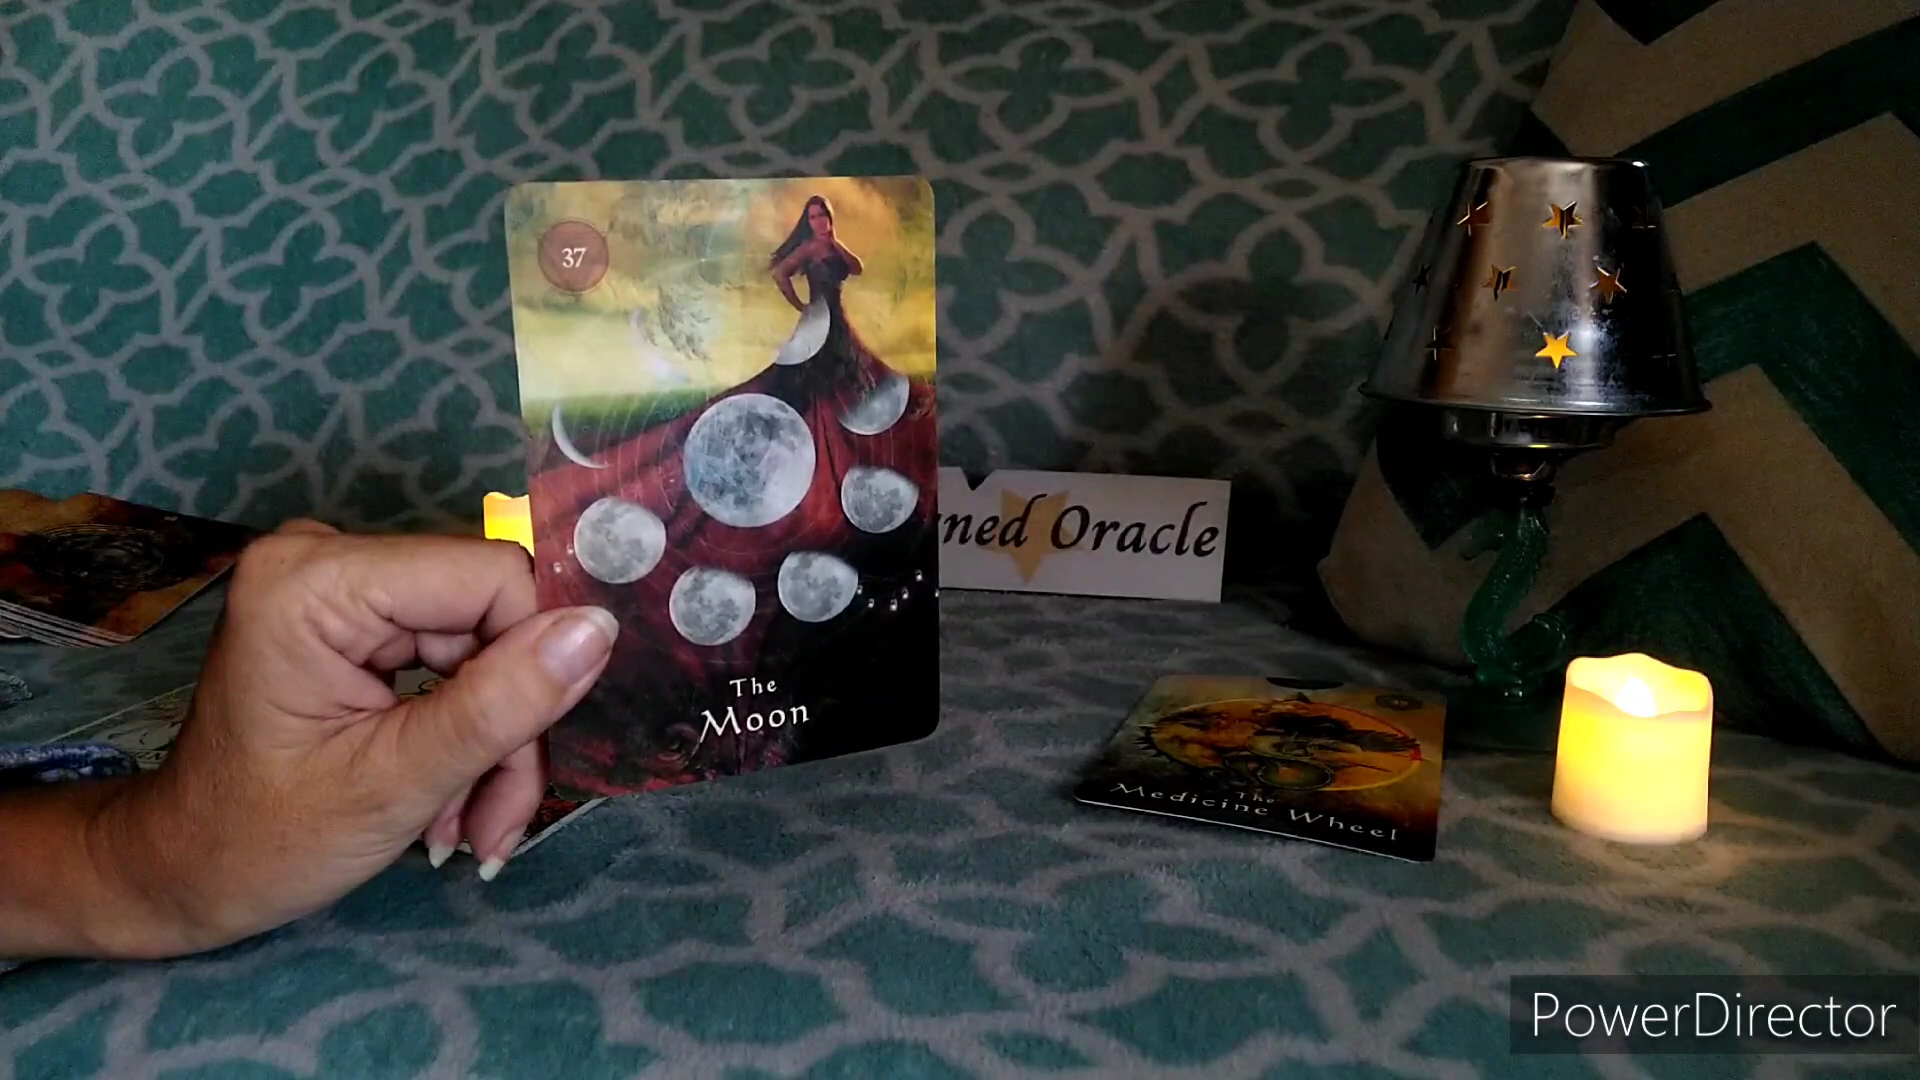 37
The
Moon
ned Oracle
The
Medicine Wheel
PowerDirector